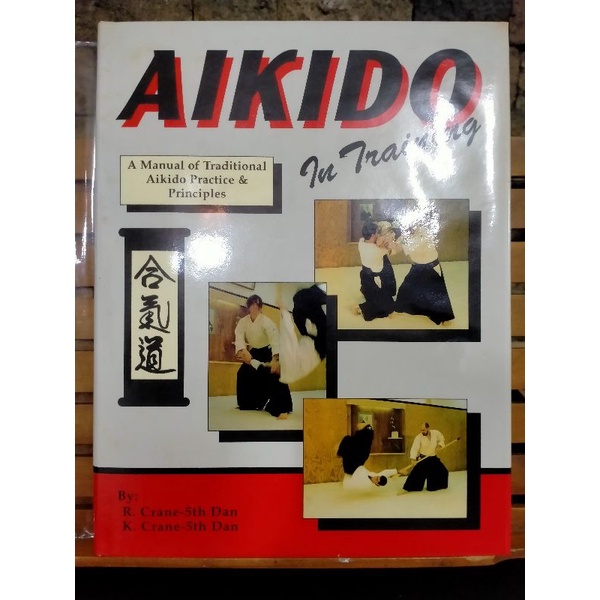 AIKIDO
In Training
A Manual of Traditional
Aikido Practice &
Principles
合
氣
道
By:
R. Crane-5th Dan
K. Crane-5th Dan